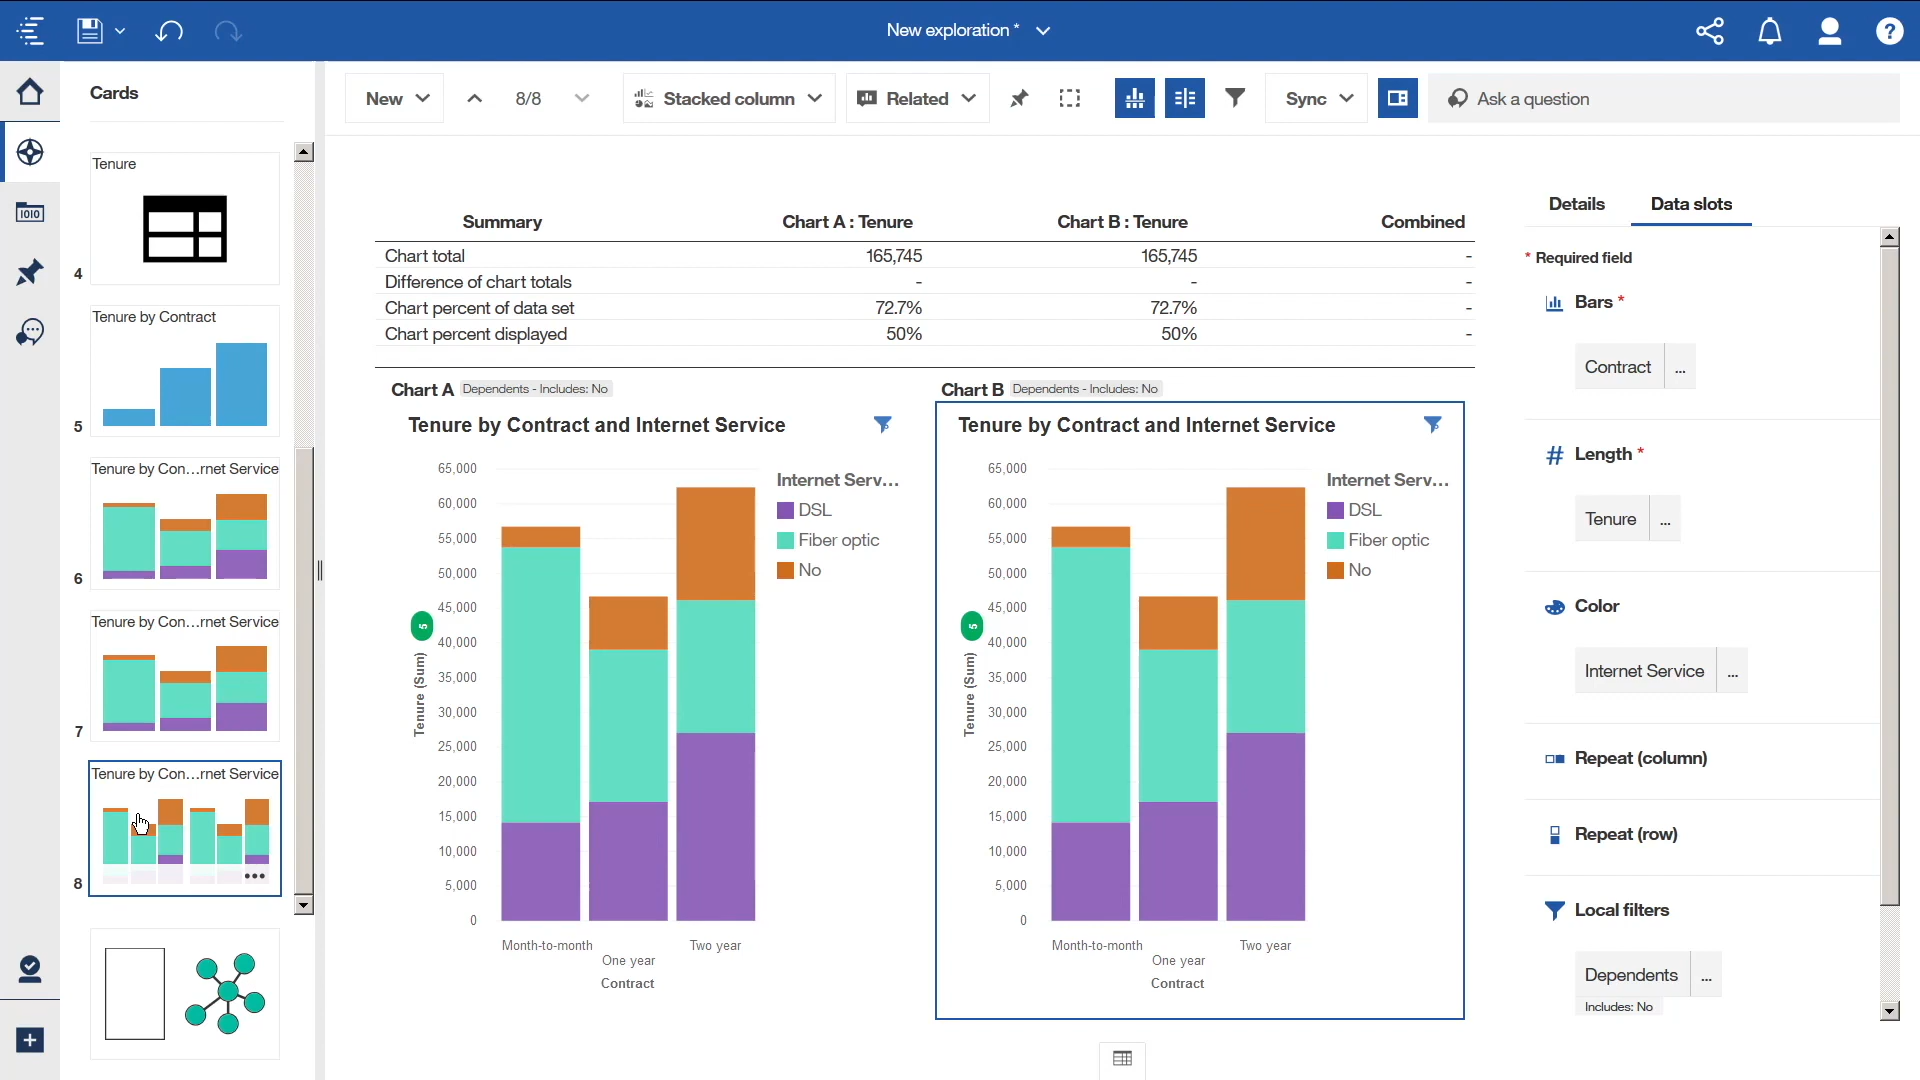 New exploration *
?
Cards
New
8/8
Stacked column
Related
Sync
Ask a question
Tenure
4
Tenure by Contract
5
Tenure by Con...rnet Service
6
Tenure by Con...rnet Service
7
Tenure by Con...rnet Service
8
Summary Chart A : Tenure Chart B : Tenure Combined
Chart total 165,745 165,745 -
Difference of chart totals - - -
Chart percent of data set 72.7% 72.7% -
Chart percent displayed 50% 50% -
Chart A Dependents - Includes: No
Tenure by Contract and Internet Service
65,000
60,000
55,000
50,000
45,000
40,000
35,000
30,000
25,000
20,000
15,000
10,000
5,000
0
5
Tenure (Sum)
Month-to-month
One year
Two year
Contract
Internet Serv...
DSL
Fiber optic
No
Chart B Dependents - Includes: No
Tenure by Contract and Internet Service
65,000
60,000
55,000
50,000
45,000
40,000
35,000
30,000
25,000
20,000
15,000
10,000
5,000
0
5
Tenure (Sum)
Month-to-month
One year
Two year
Contract
Internet Serv...
DSL
Fiber optic
No
Details
Data slots
* Required field
Bars *
Contract ...
# Length *
Tenure ...
Color
Internet Service ...
Repeat (column)
Repeat (row)
Local filters
Dependents ...
Includes: No
1010